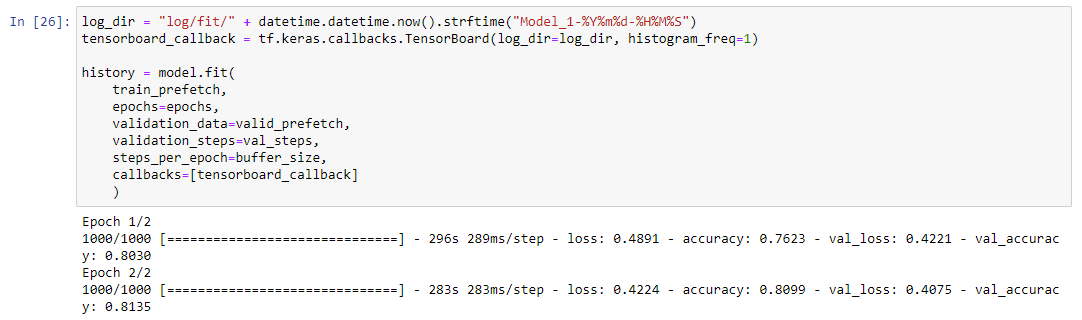 In [26]: log_dir = "log/fit/" + datetime.datetime.now().strftime("Model_1-%Y%m%d-%H%M%S")
tensorboard_callback = tf.keras.callbacks.TensorBoard(log_dir=log_dir, histogram_freq=1)
history = model.fit(
    train_prefetch,
    epochs=epochs,
    validation_data=valid_prefetch,
    validation_steps=val_steps,
    steps_per_epoch=buffer_size,
    callbacks=[tensorboard_callback]
    )
Epoch 1/2
1000/1000 [==============================] - 296s 289ms/step - loss: 0.4891 - accuracy: 0.7623 - val_loss: 0.4221 - val_accurac
y: 0.8030
Epoch 2/2
1000/1000 [==============================] - 283s 283ms/step - loss: 0.4224 - accuracy: 0.8099 - val_loss: 0.4075 - val_accurac
y: 0.8135